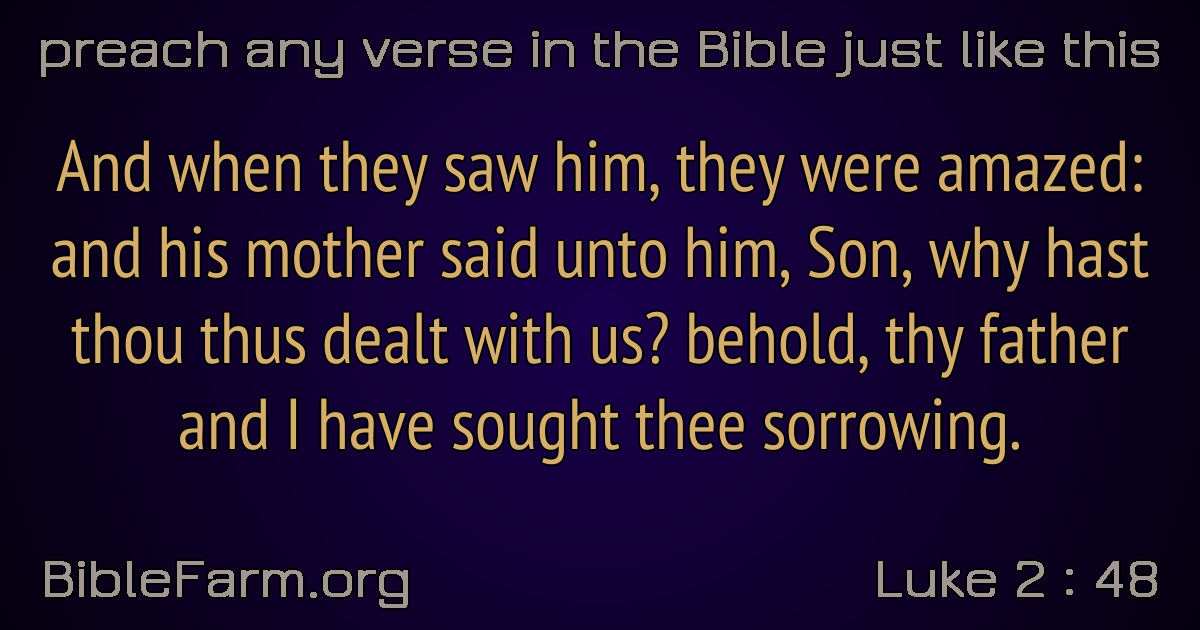 preach any verse in the Bible just like this
And when they saw him, they were amazed:
and his mother said unto him, Son, why hast
thou thus dealt with us? behold, thy father
and I have sought thee sorrowing.
BibleFarm.org
Luke 2 : 48